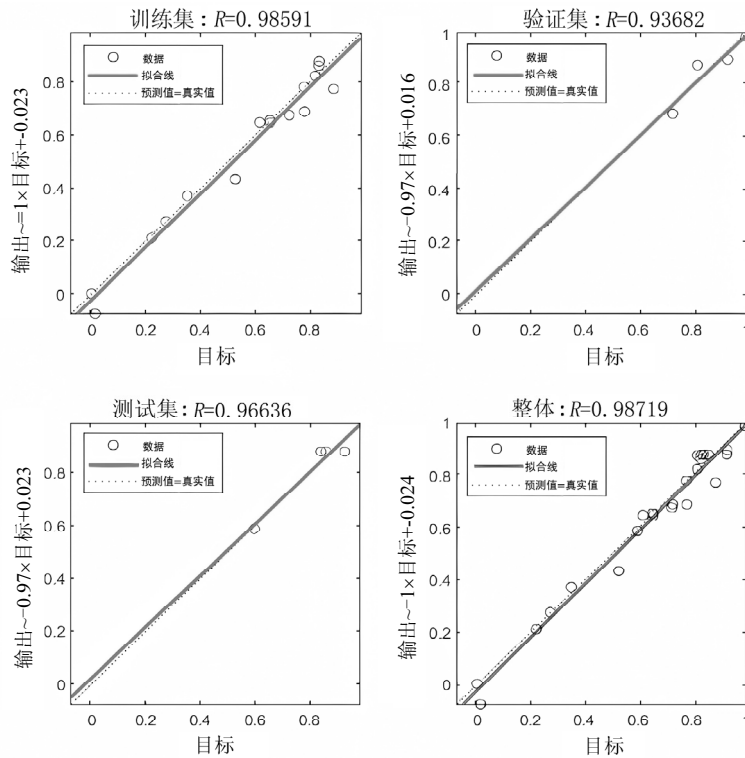 训练集：R=0.98591
数据
拟合线
预测值=真实值
输出~=1×目标+-0.023
0.8
0.6
0.4
0.2
0
0 0.2 0.4 0.6 0.8
目标
验证集：R=0.93682
数据
拟合线
预测值=真实值
输出~-0.97×目标+0.016
1
0.8
0.6
0.4
0.2
0
0 0.2 0.4 0.6 0.8
目标
测试集：R=0.96636
数据
拟合线
预测值=真实值
输出~-0.97×目标+0.023
0.8
0.6
0.4
0.2
0
0 0.2 0.4 0.6 0.8
目标
整体：R=0.98719
数据
拟合线
预测值=真实值
输出~-1×目标+-0.024
1
0.8
0.6
0.4
0.2
0
0 0.2 0.4 0.6 0.8
目标